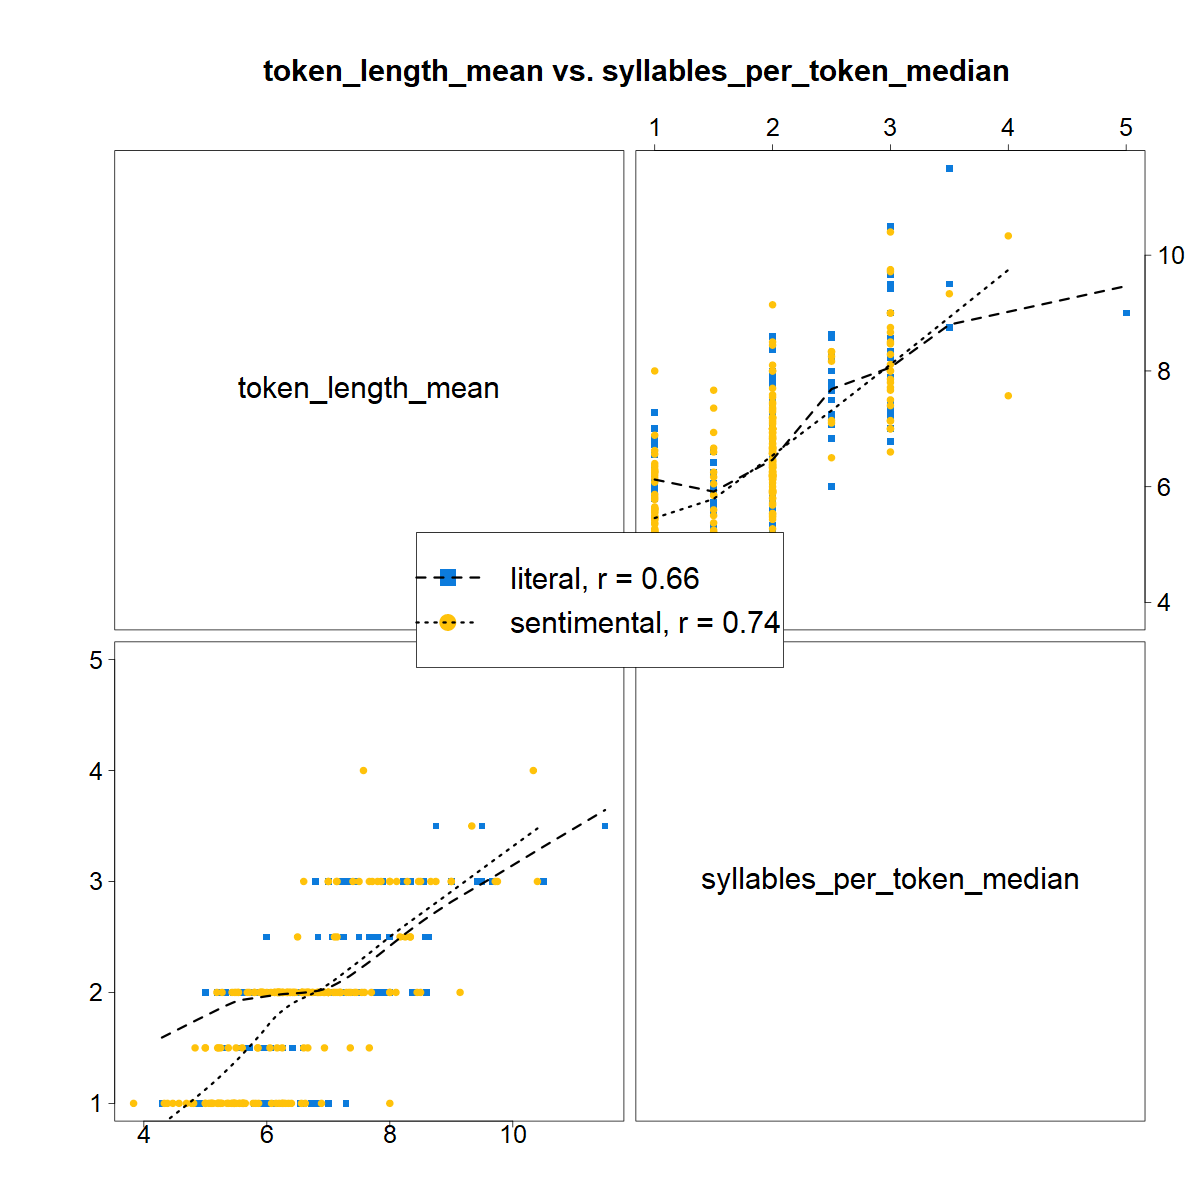 token_length_mean vs. syllables_per_token_median
1 2 3 4 5
token_length_mean
10
8
6
4
literal, r = 0.66
sentimental, r = 0.74
5
4
3
2
1
syllables_per_token_median
4 6 8 10